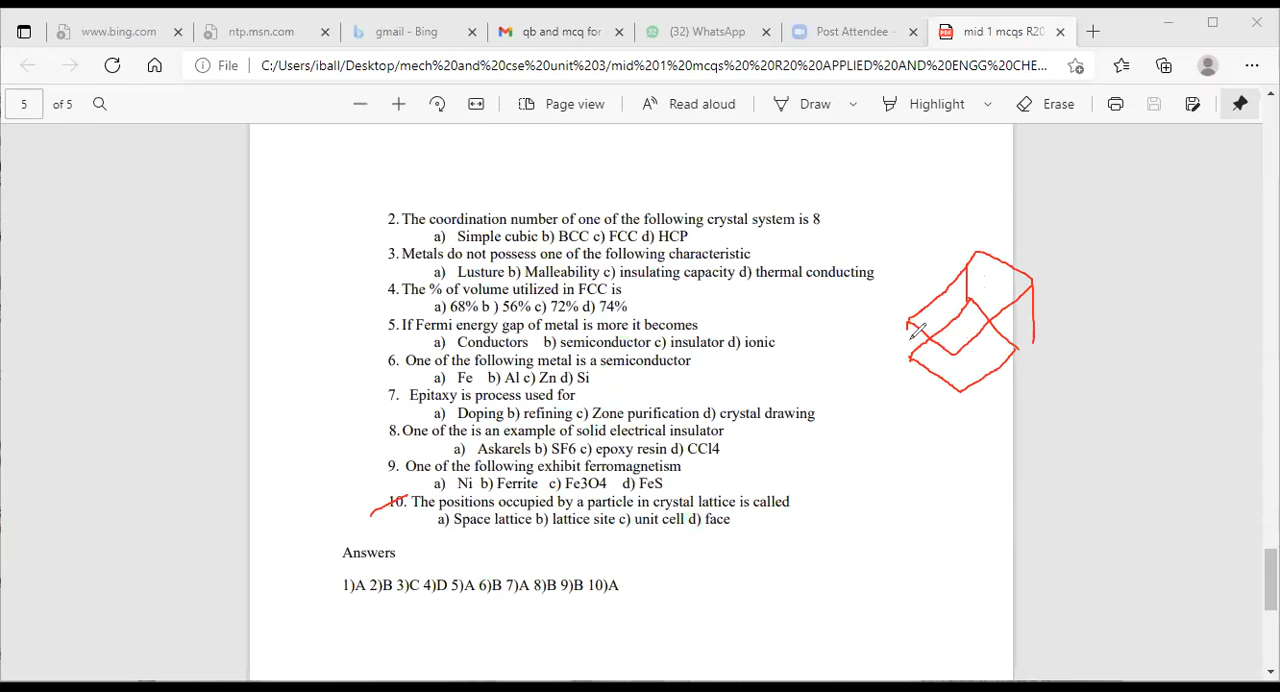 www.bing.com
ntp.msn.com
gmail - Bing
qb and mcq for
(32) WhatsApp
Post Attendee -
mid 1 mcqs R20
File
C:/Users/iball/Desktop/mech%20and%20cse%20unit%203/mid%201%20mcqs%20%20R20%20APPLIED%20AND%20ENGG%20CHE...
5 of 5
Page view
Read aloud
Draw
Highlight
Erase
2. The coordination number of one of the following crystal system is 8
a) Simple cubic b) BCC c) FCC d) HCP
3. Metals do not possess one of the following characteristic
a) Lusture b) Malleability c) insulating capacity d) thermal conducting
4. The % of volume utilized in FCC is
a) 68% b ) 56% c) 72% d) 74%
5. If Fermi energy gap of metal is more it becomes
a) Conductors b) semiconductor c) insulator d) ionic
6. One of the following metal is a semiconductor
a) Fe b) Al c) Zn d) Si
7. Epitaxy is process used for
a) Doping b) refining c) Zone purification d) crystal drawing
8. One of the is an example of solid electrical insulator
a) Askarels b) SF6 c) epoxy resin d) CCl4
9. One of the following exhibit ferromagnetism
a) Ni b) Ferrite c) Fe3O4 d) FeS
10. The positions occupied by a particle in crystal lattice is called
a) Space lattice b) lattice site c) unit cell d) face
Answers
1)A 2)B 3)C 4)D 5)A 6)B 7)A 8)B 9)B 10)A